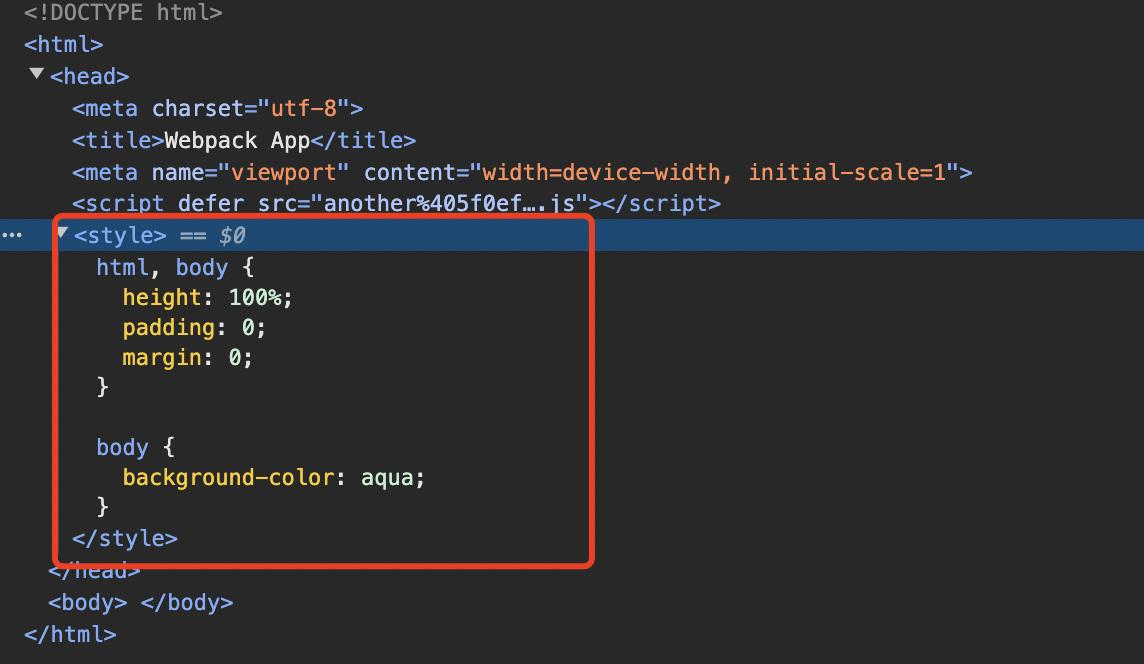 <!DOCTYPE html>
<html>
<head>
<meta charset="utf-8">
<title>Webpack App</title>
<meta name="viewport" content="width=device-width, initial-scale=1">
<script defer src="another%405f0ef….js"></script>
… <style> == $0
html, body {
height: 100%;
padding: 0;
margin: 0;
}
body {
background-color: aqua;
}
</style>
</head>
<body> </body>
</html>